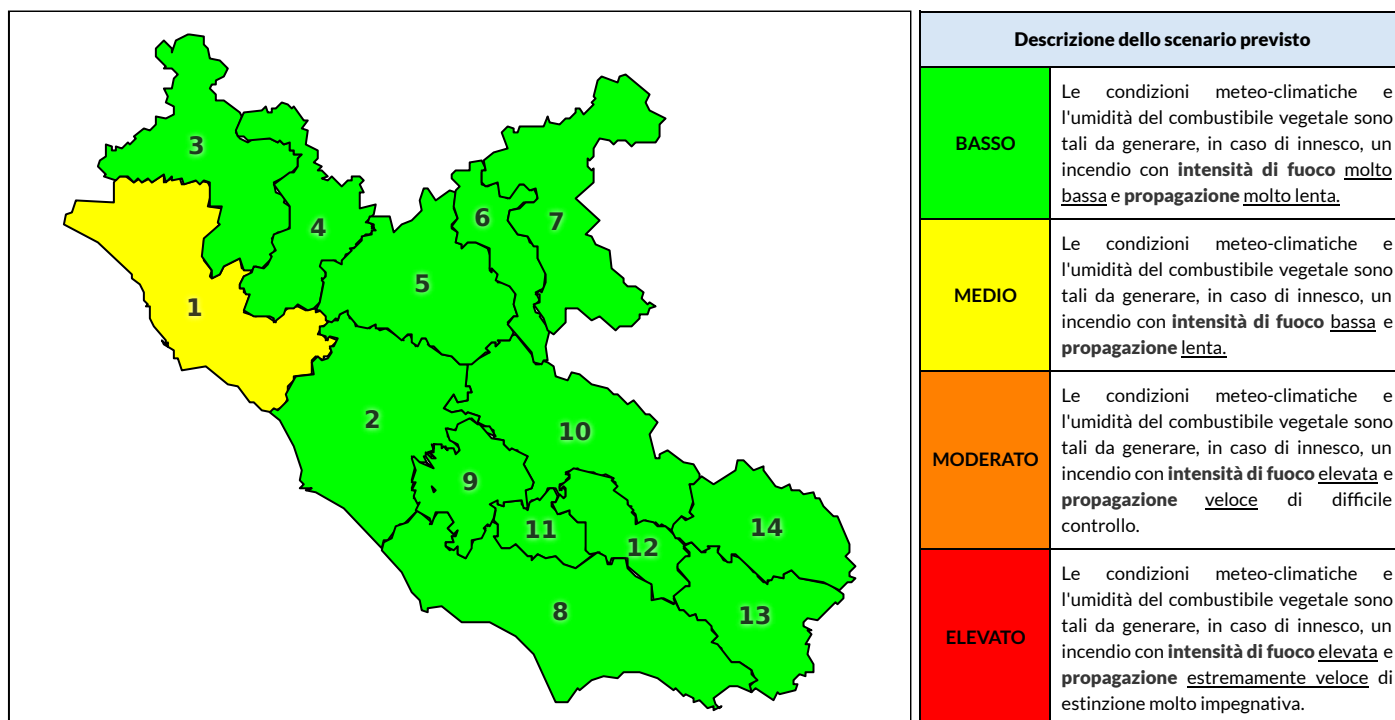 3
4
6
7
5
1
2
10
9
11
12
14
8
13
Descrizione dello scenario previsto
BASSO
Le condizioni meteo-climatiche e
l'umidità del combustibile vegetale sono
tali da generare, in caso di innesco, un
incendio con intensità di fuoco molto
bassa e propagazione molto lenta.
MEDIO
Le condizioni meteo-climatiche e
l'umidità del combustibile vegetale sono
tali da generare, in caso di innesco, un
incendio con intensità di fuoco bassa e
propagazione lenta.
MODERATO
Le condizioni meteo-climatiche e
l'umidità del combustibile vegetale sono
tali da generare, in caso di innesco, un
incendio con intensità di fuoco elevata e
propagazione veloce di difficile
controllo.
ELEVATO
Le condizioni meteo-climatiche e
l'umidità del combustibile vegetale sono
tali da generare, in caso di innesco, un
incendio con intensità di fuoco elevata e
propagazione estremamente veloce di
estinzione molto impegnativa.